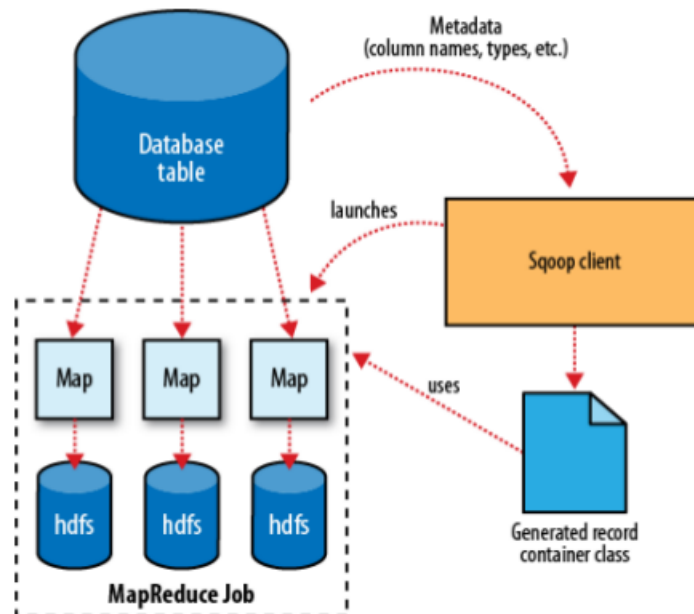 Metadata
(column names, types, etc.)
Database
table
launches
Sqoop client
Map
Map
Map
uses
hdfs
hdfs
hdfs
Generated record
container class
MapReduce Job